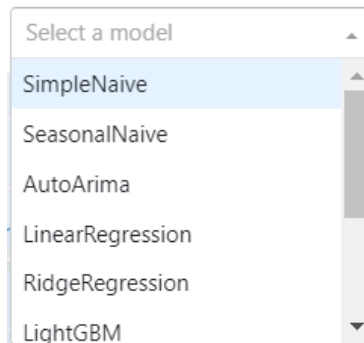 Select a model
SimpleNaive
SeasonalNaive
AutoArima
LinearRegression
RidgeRegression
LightGBM